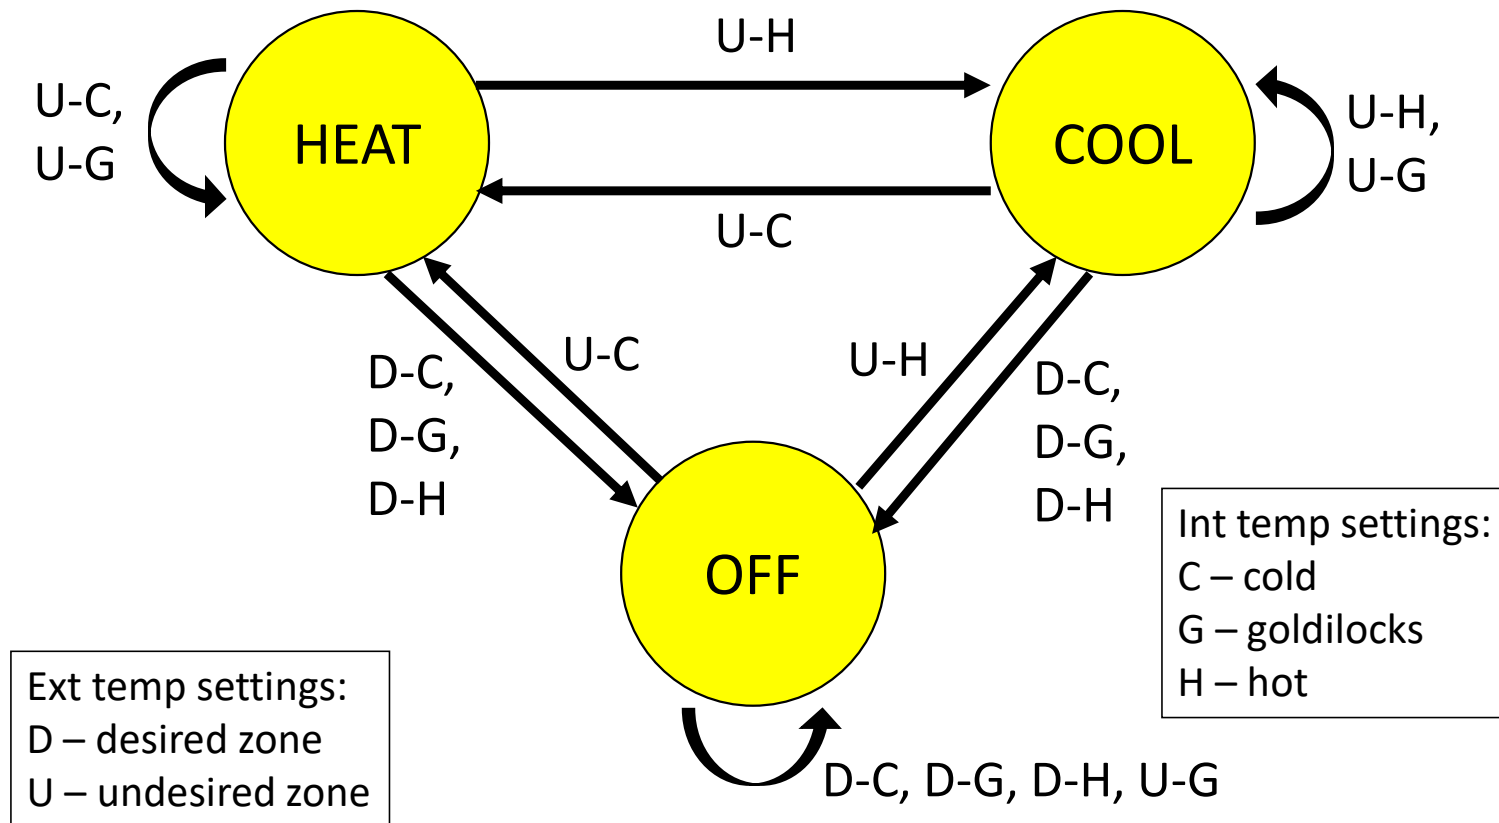 U-H
U-C,
U-G
HEAT
COOL
U-H,
U-G
U-C
U-C
D-C,
D-G,
D-H
U-H
D-C,
D-G,
D-H
OFF
Int temp settings:
C – cold
G – goldilocks
H – hot
Ext temp settings:
D – desired zone
U – undesired zone
D-C, D-G, D-H, U-G